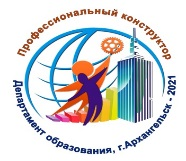 Профессиональный конструктор
Департамент образования, г.Архангельск - 2021